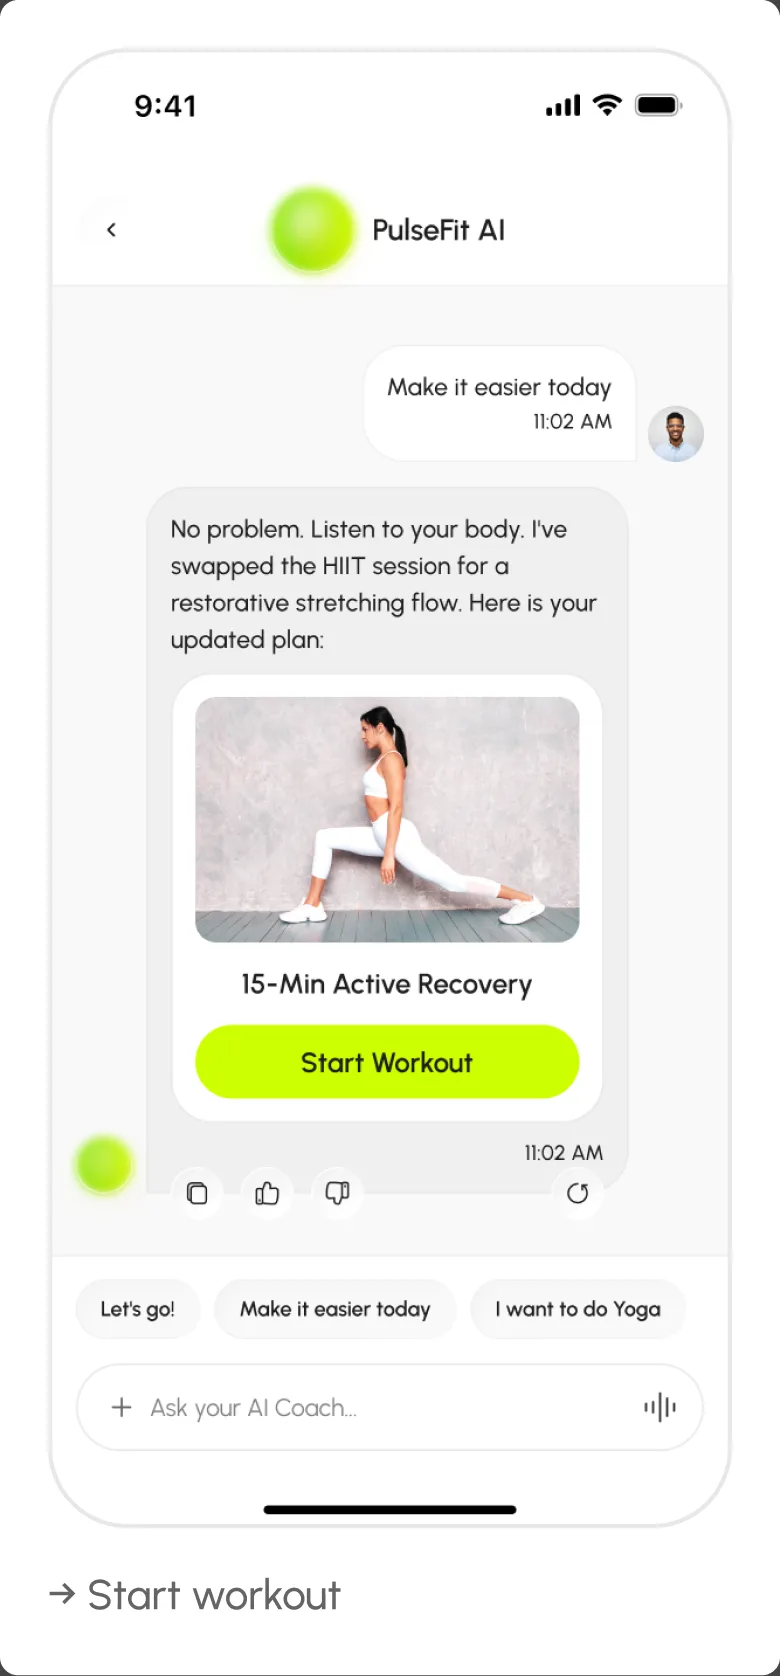 9:41
PulseFit AI
Make it easier today
11:02 AM
No problem. Listen to your body. I've
swapped the HIIT session for a
restorative stretching flow. Here is your
updated plan:
15-Min Active Recovery
Start Workout
11:02 AM
Let's go!
Make it easier today
I want to do Yoga
Ask your AI Coach...
→ Start workout